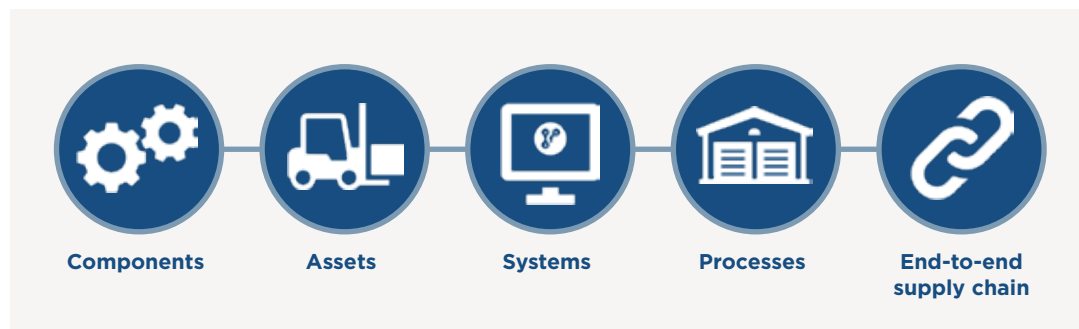 Components
Assets
Systems
Processes
End-to-end
supply chain